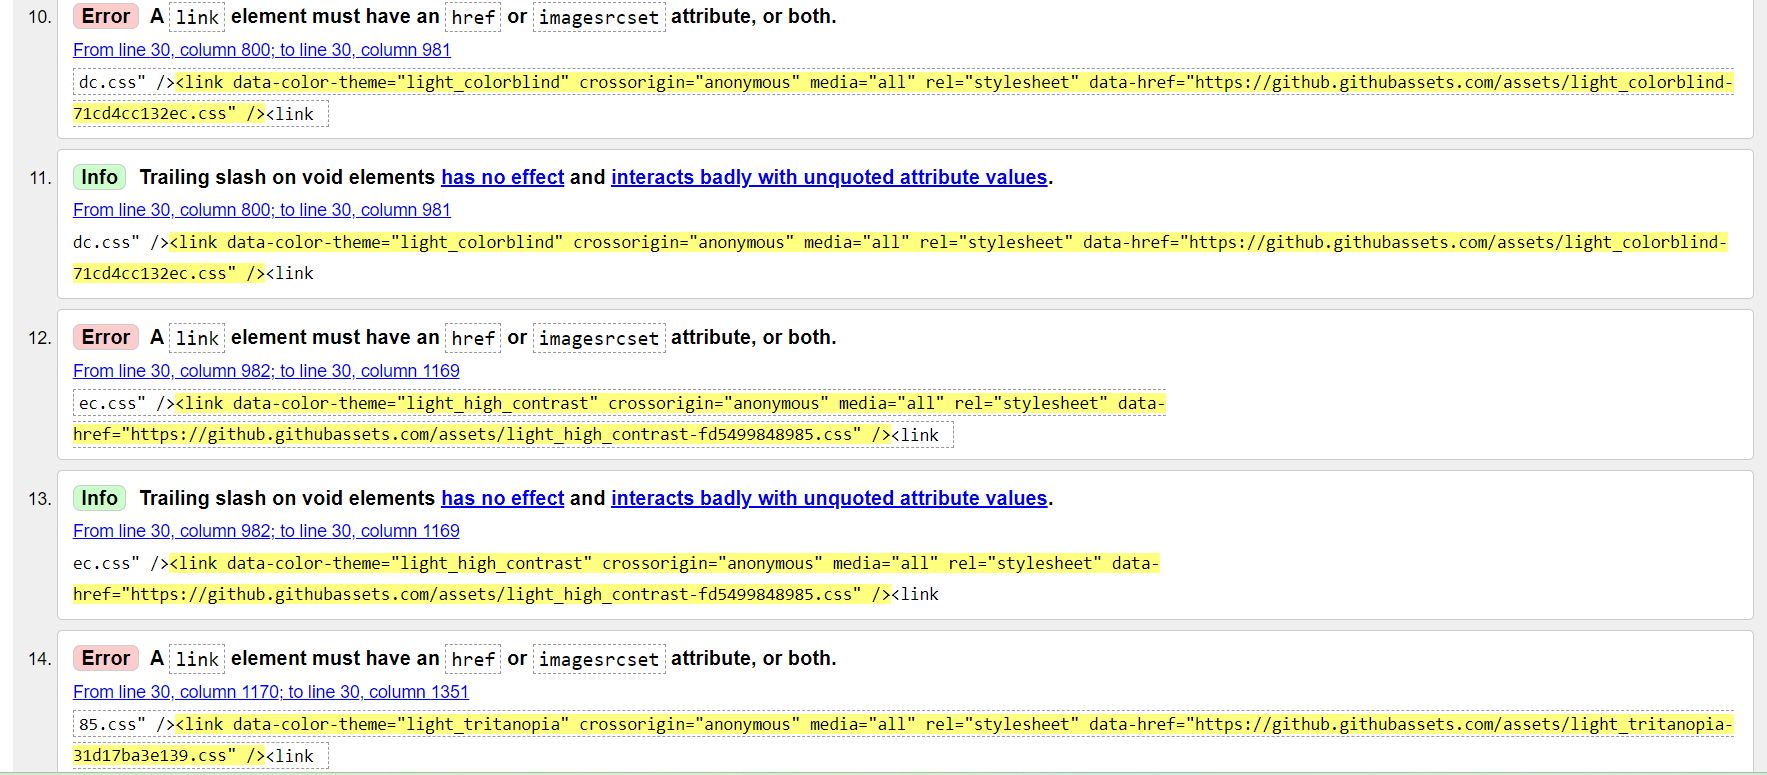 10. Error A link element must have an href or imagesrcset attribute, or both.
From line 30, column 800; to line 30, column 981
dc.css" /><link data-color-theme="light_colorblind" crossorigin="anonymous" media="all" rel="stylesheet" data-href="https://github.githubassets.com/assets/light_colorblind-
71cd4cc132ec.css" /><link
11. Info Trailing slash on void elements has no effect and interacts badly with unquoted attribute values.
From line 30, column 800; to line 30, column 981
dc.css" /><link data-color-theme="light_colorblind" crossorigin="anonymous" media="all" rel="stylesheet" data-href="https://github.githubassets.com/assets/light_colorblind-
71cd4cc132ec.css" /><link
12. Error A link element must have an href or imagesrcset attribute, or both.
From line 30, column 982; to line 30, column 1169
ec.css" /><link data-color-theme="light_high_contrast" crossorigin="anonymous" media="all" rel="stylesheet" data-
href="https://github.githubassets.com/assets/light_high_contrast-fd5499848985.css" /><link
13. Info Trailing slash on void elements has no effect and interacts badly with unquoted attribute values.
From line 30, column 982; to line 30, column 1169
ec.css" /><link data-color-theme="light_high_contrast" crossorigin="anonymous" media="all" rel="stylesheet" data-
href="https://github.githubassets.com/assets/light_high_contrast-fd5499848985.css" /><link
14. Error A link element must have an href or imagesrcset attribute, or both.
From line 30, column 1170; to line 30, column 1351
85.css" /><link data-color-theme="light_tritanopia" crossorigin="anonymous" media="all" rel="stylesheet" data-href="https://github.githubassets.com/assets/light_tritanopia-
31d17ba3e139.css" /><link